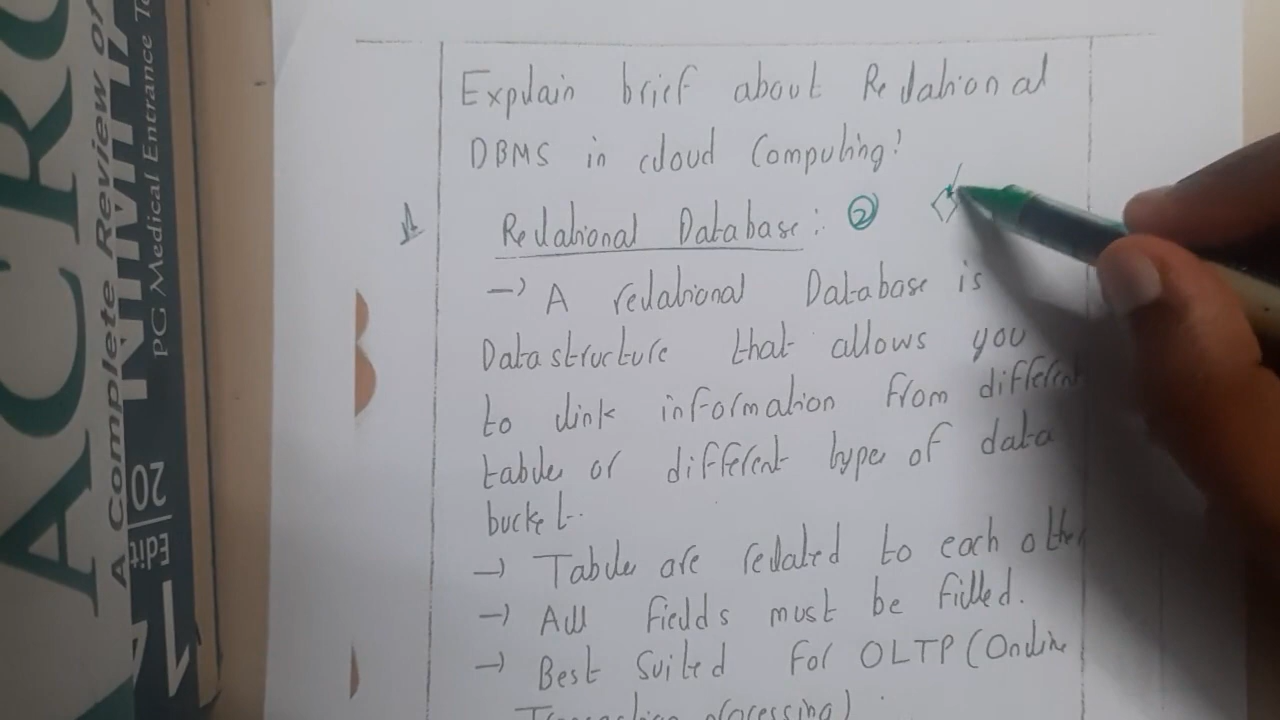 Explain brief about Relational
DBMS in cloud Computing?
Relational Database: ②
→ A relational Database is
Datastructure that allows you
to link information from different
table or different type of data
bucket.
→ Table are related to each other
→ All fields must be filled.
→ Best Suited for OLTP (Online
Transaction processing)
A Complete Review of
PG Medical Entrance
20
Edit